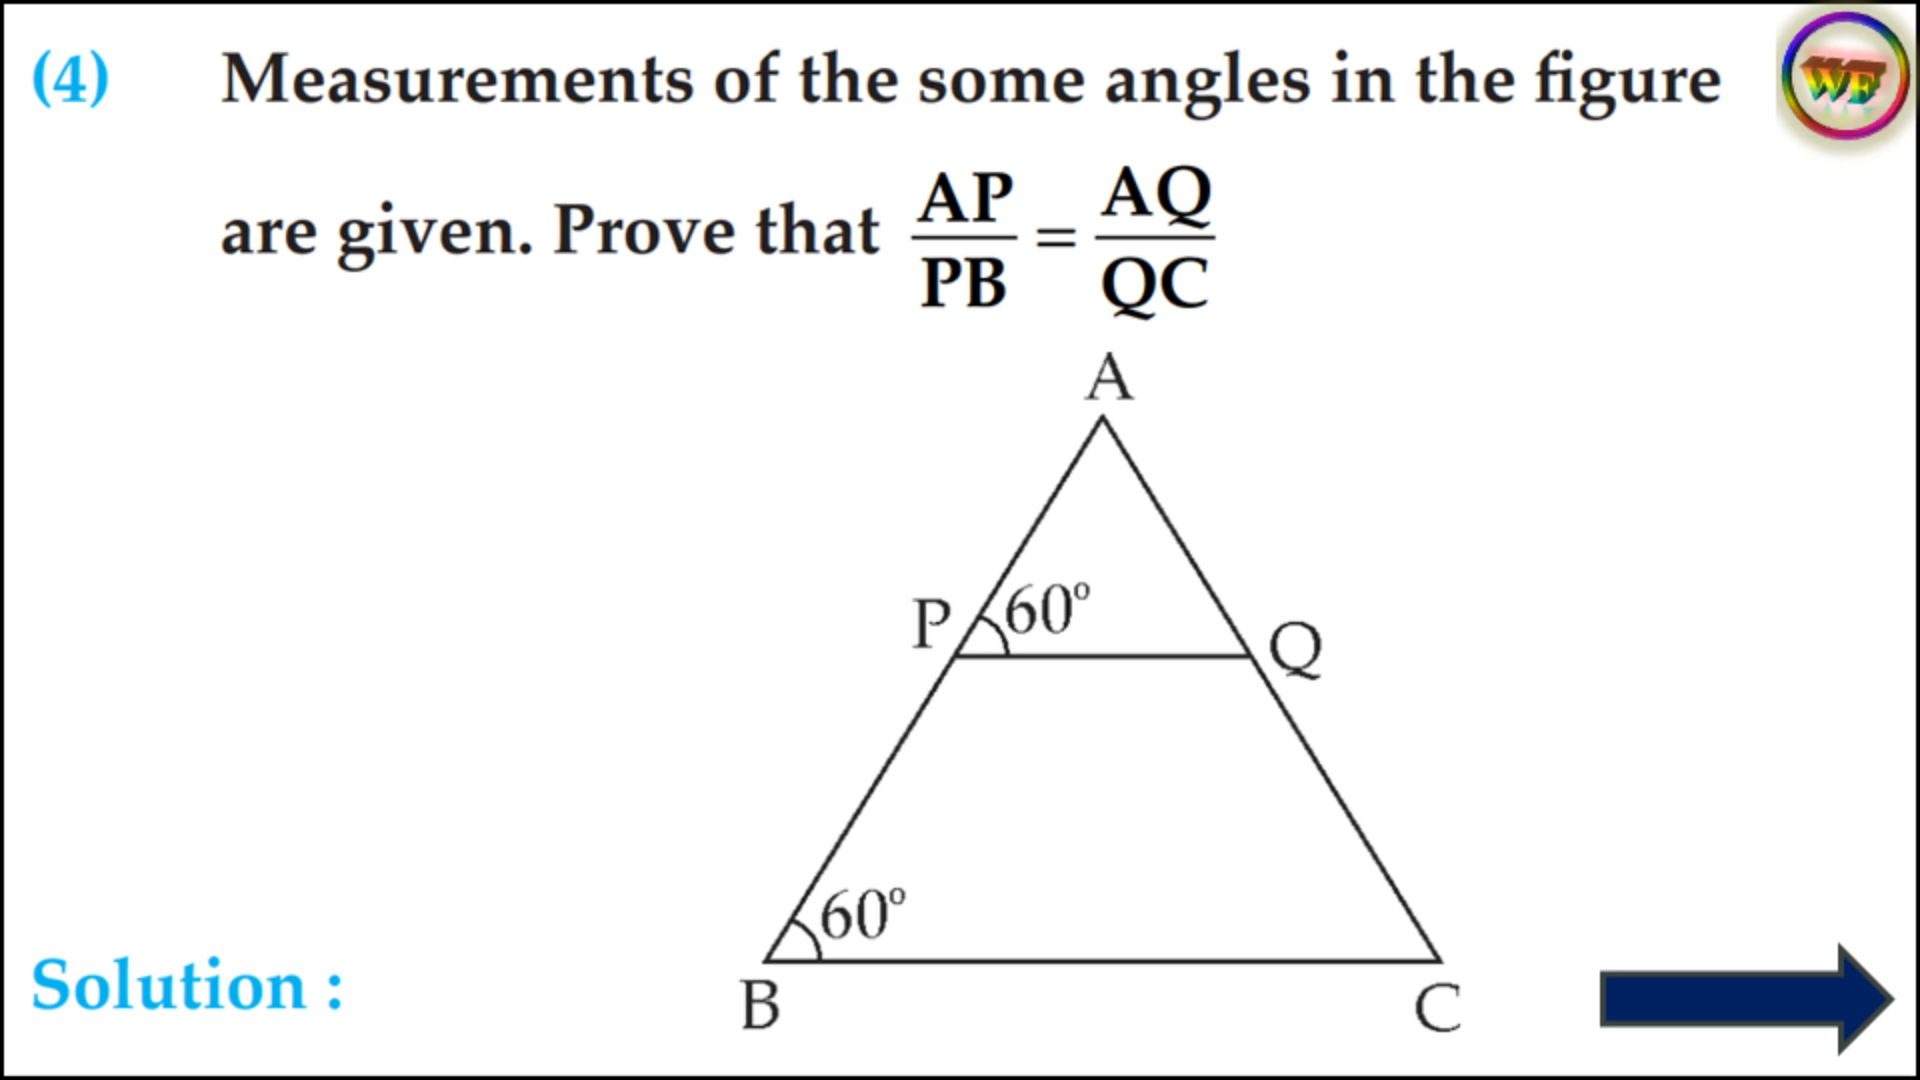 (4) Measurements of the some angles in the figure
are given. Prove that AP/PB = AQ/QC
A
P 60° Q
60°
B C
Solution :
WE